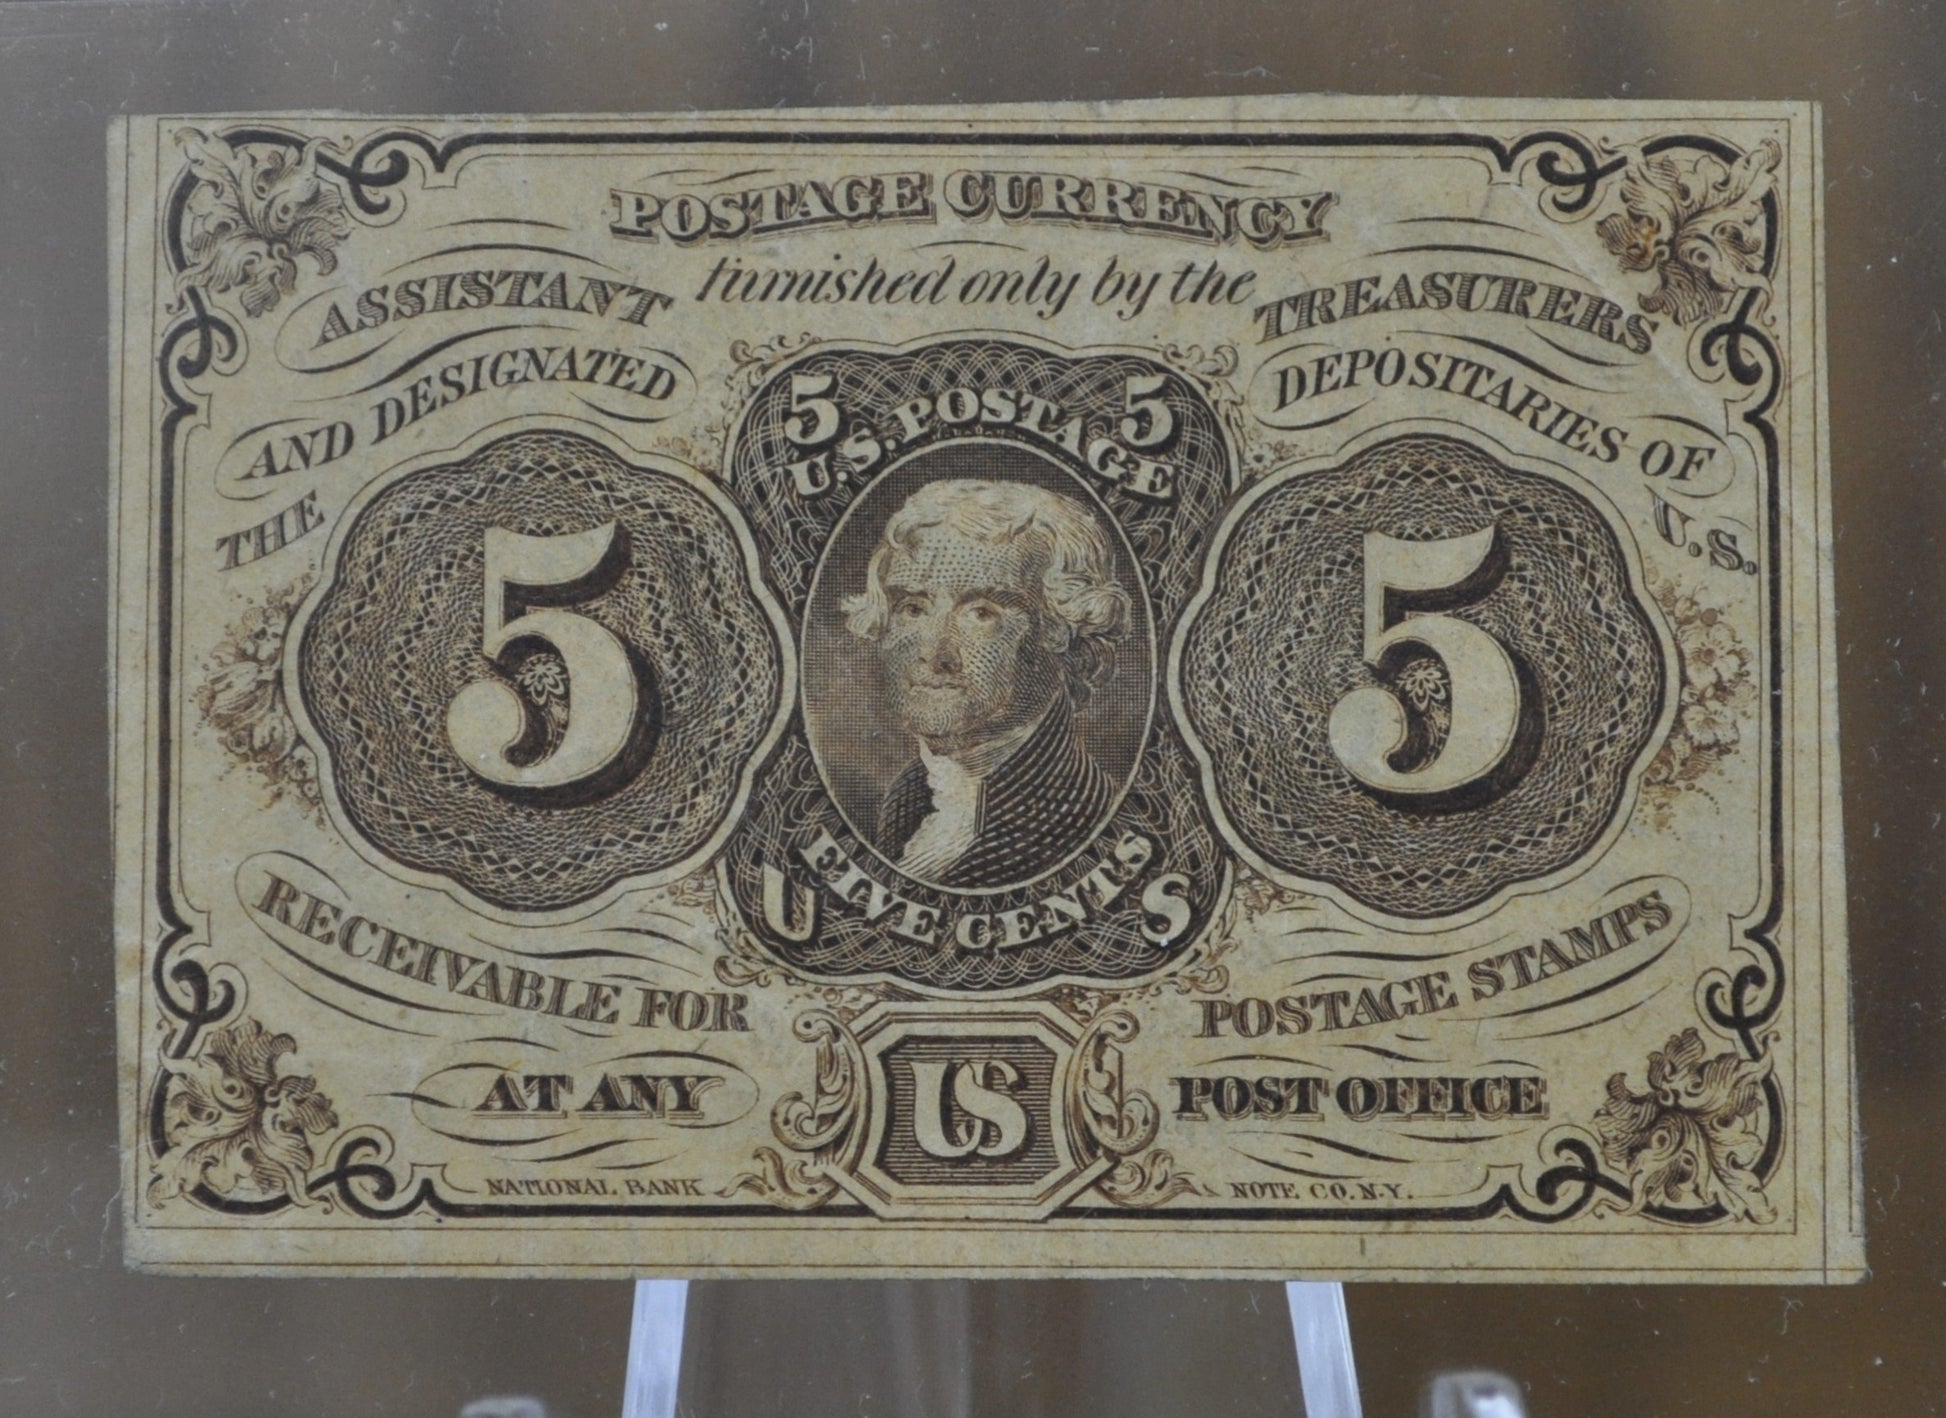 POSTAGE CURRENCY
furnished only by the
ASSISTANT TREASURERS
AND DESIGNATED DEPOSITARIES OF
THE U.S.
5 5
U.S. POSTAGE
5 5
FIVE CENTS
U S
RECEIVABLE FOR POSTAGE STAMPS
AT ANY US POST OFFICE
NATIONAL BANK NOTE CO. N.Y.